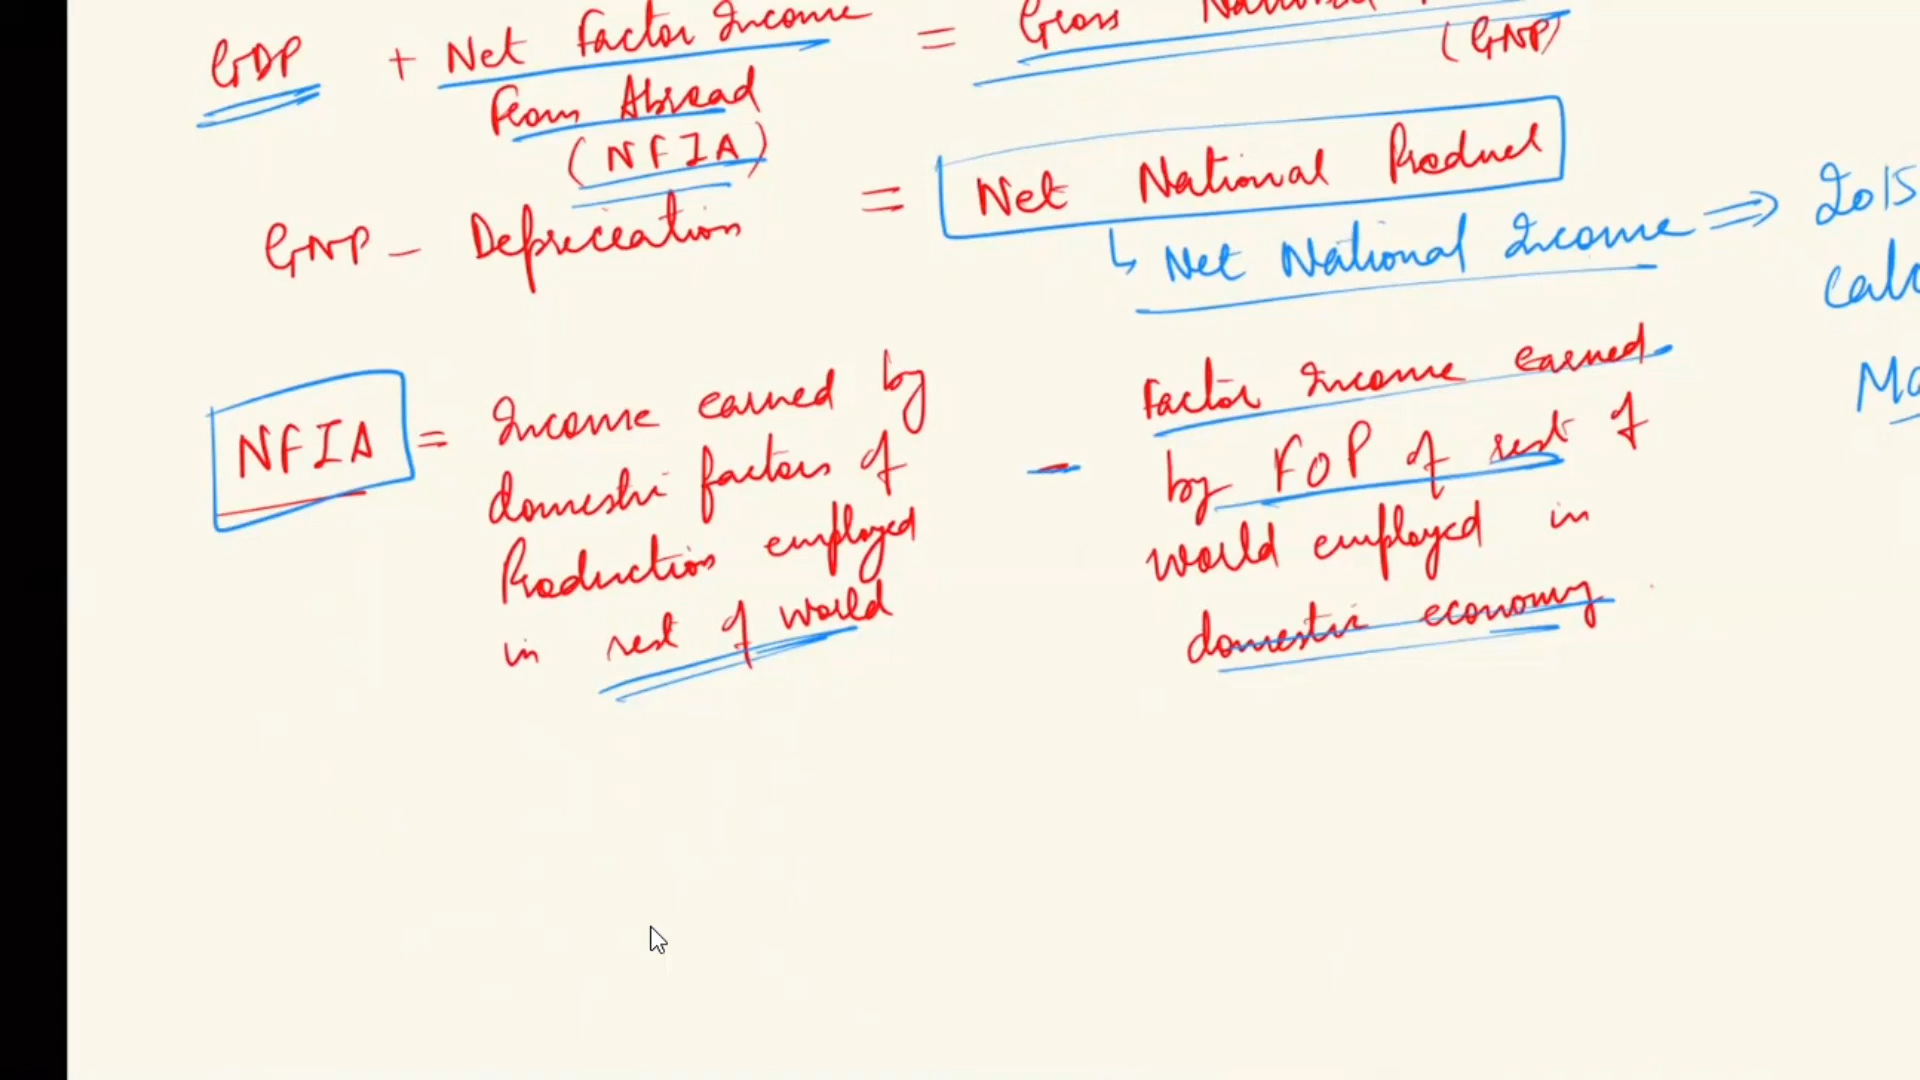 GDP + Net Factor Income = Gross National
From Abroad (GNP)
(NFIA)
GNP - Depreciation = Net National Product
↳ Net National Income ⇒ 2015
NFIA = Income earned by domestic factors of Production employed in rest of world
- Factor Income earned by FOP of rest of world employed in domestic economy